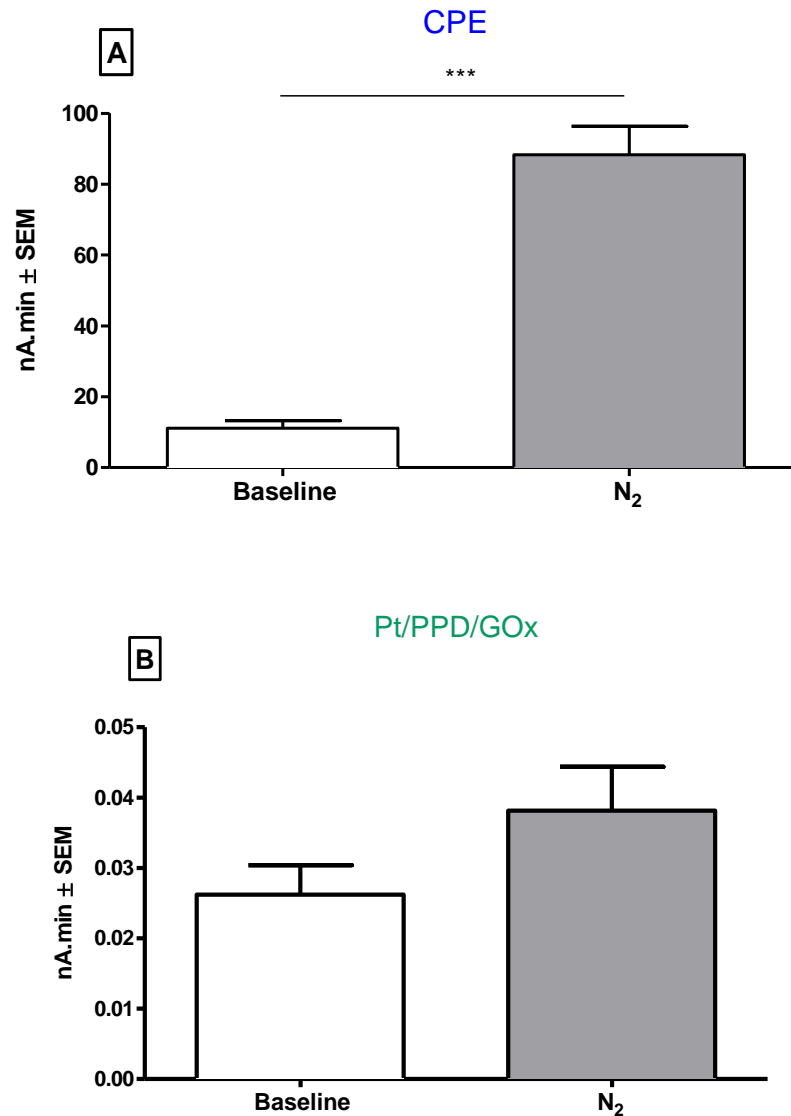 CPE
A
***
100
80
60
40
20
0
nA.min ± SEM
Baseline N₂
Pt/PPD/GOx
B
0.05
0.04
0.03
0.02
0.01
0.00
nA.min ± SEM
Baseline N₂